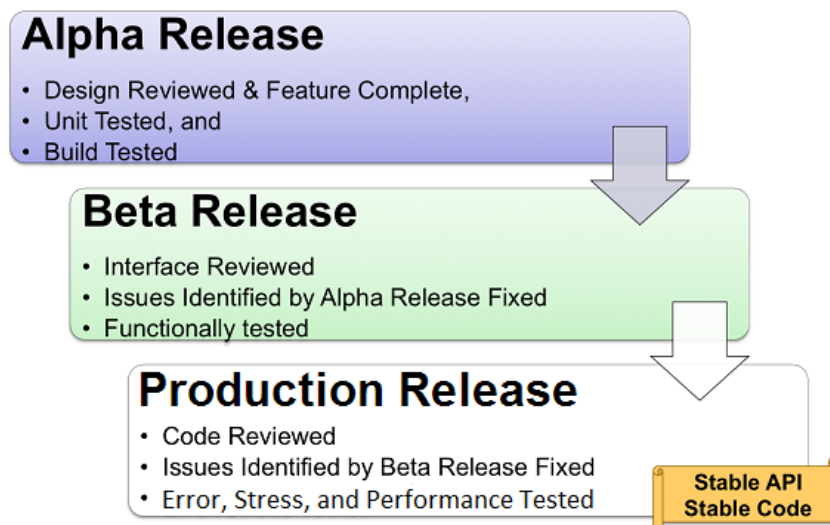 Alpha Release
• Design Reviewed & Feature Complete,
• Unit Tested, and
• Build Tested
Beta Release
• Interface Reviewed
• Issues Identified by Alpha Release Fixed
• Functionally tested
Production Release
• Code Reviewed
• Issues Identified by Beta Release Fixed
• Error, Stress, and Performance Tested
Stable API
Stable Code